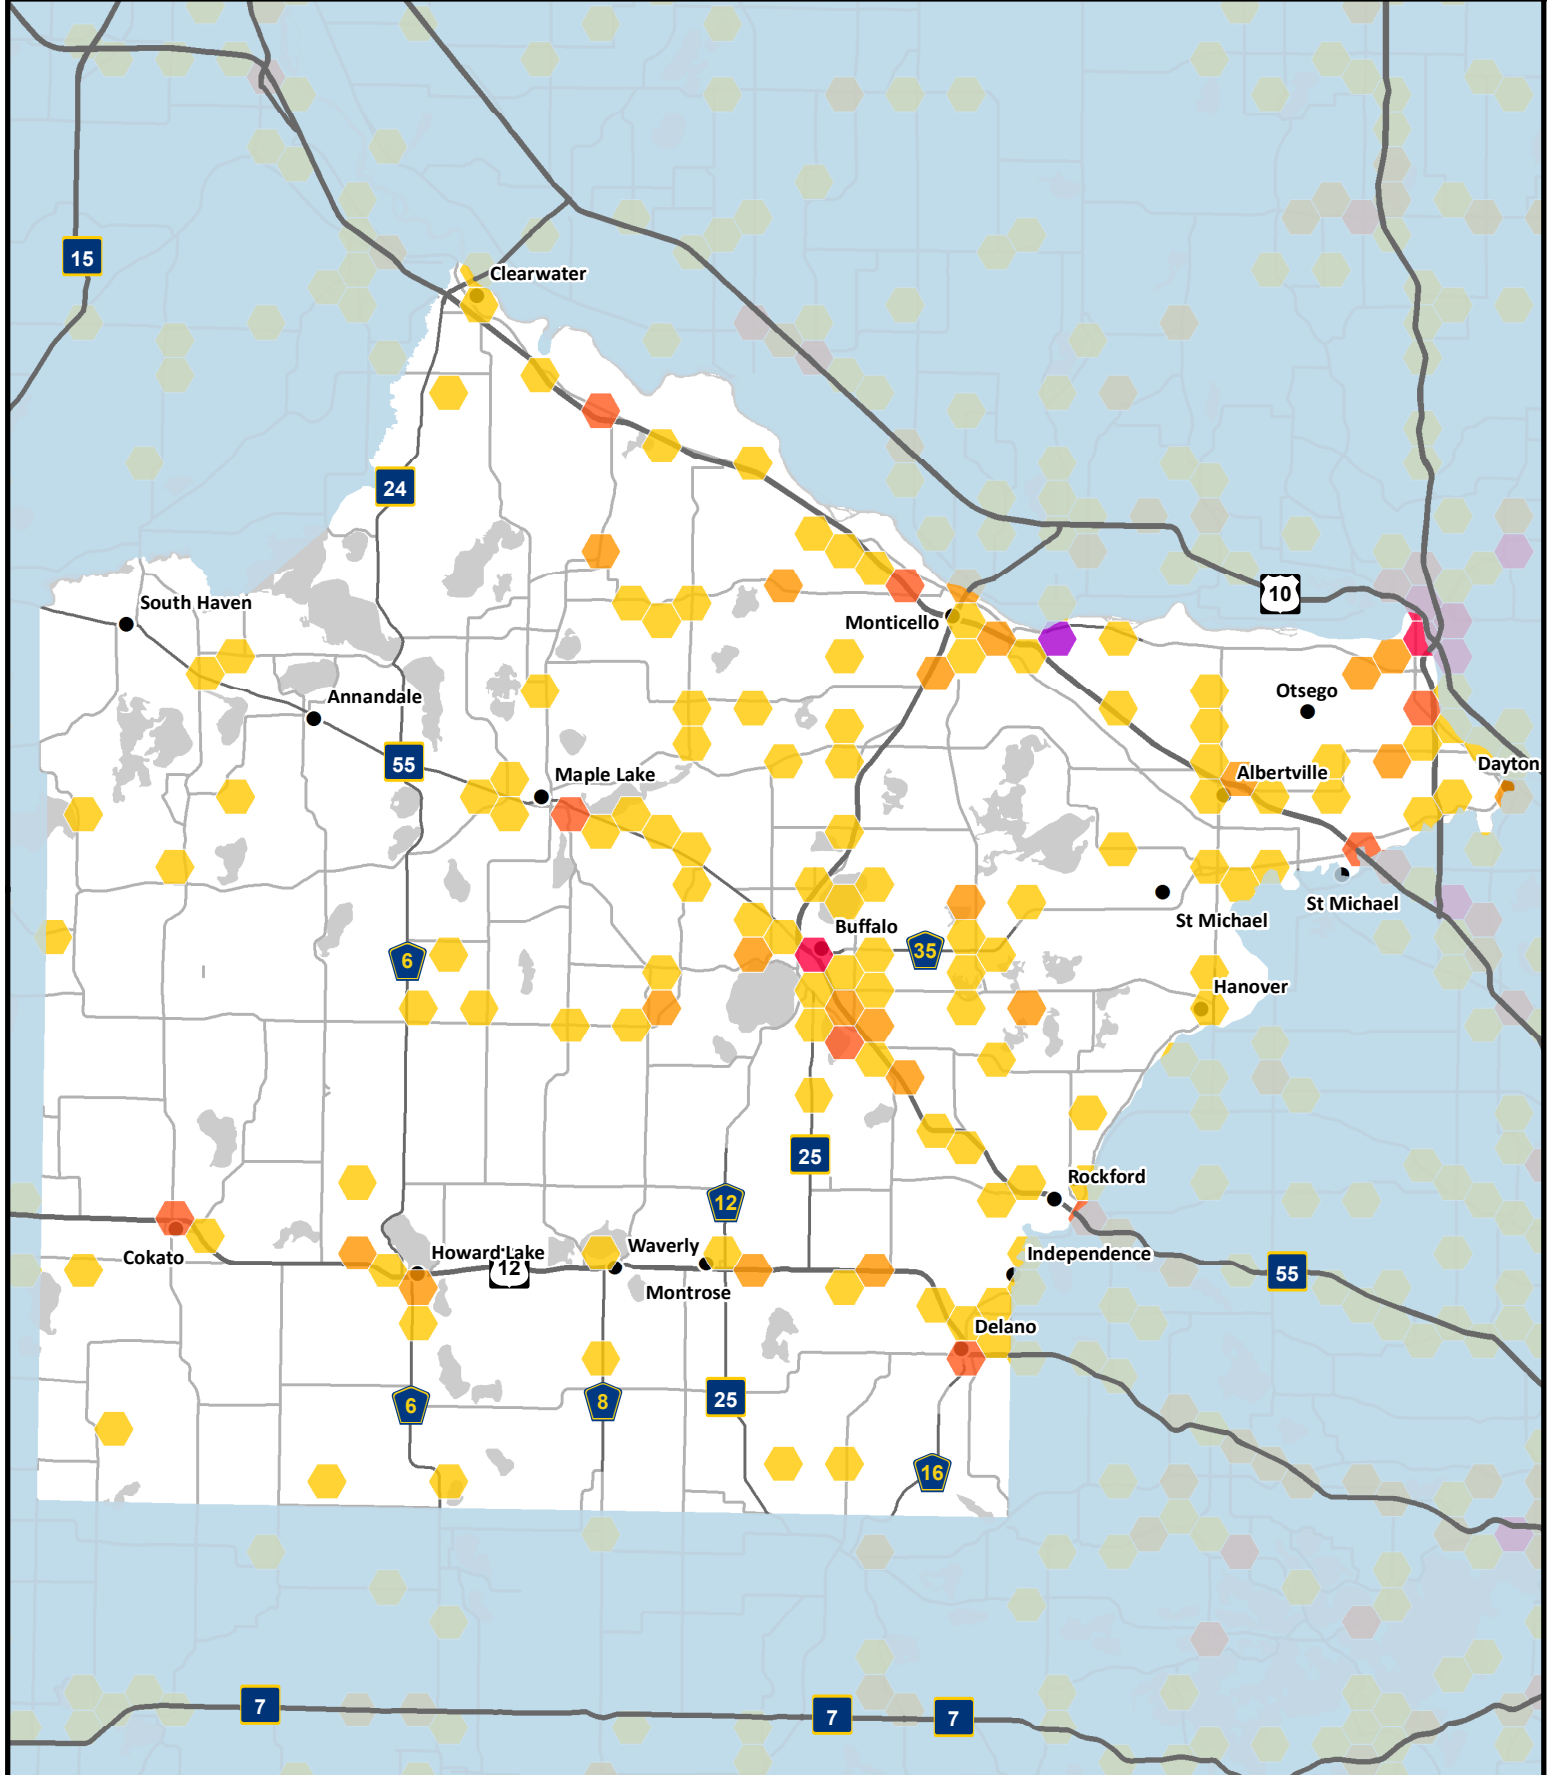 15
Clearwater
24
10
South Haven
Monticello
Otsego
Annandale
55
Maple Lake
Albertville
Dayton
St Michael
St Michael
Buffalo
35
6
Hanover
25
Rockford
12
Cokato
Howard Lake
Waverly
Independence
12
55
Montrose
Delano
6
8
25
16
7
7
7